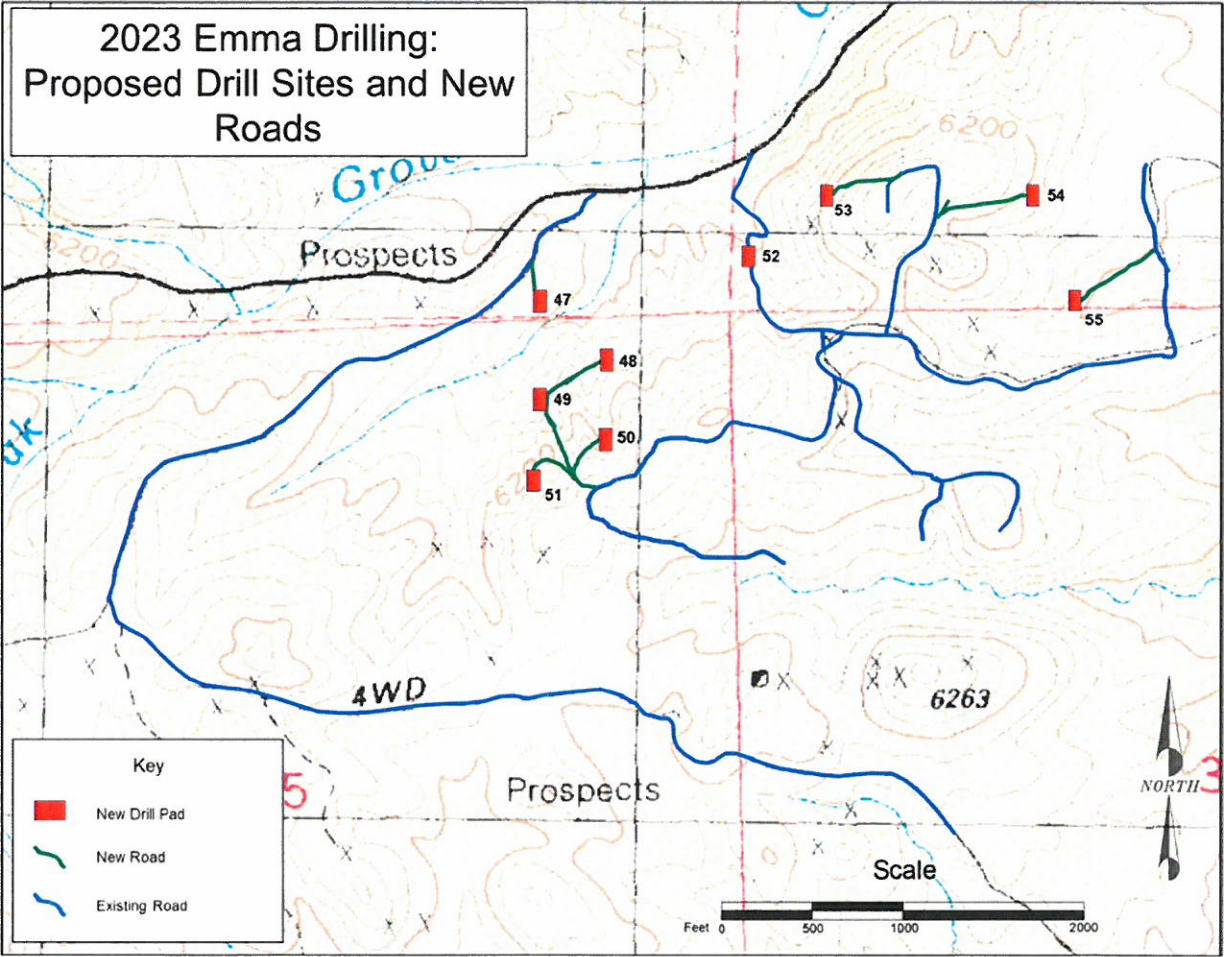 2023 Emma Drilling:
Proposed Drill Sites and New
Roads
6200
53
54
6200
Prospects
52
47
55
48
49
50
51
4WD
6263
Key
5
New Drill Pad
Prospects
NORTH
3
New Road
Scale
Existing Road
Feet 0 500 1000 2000